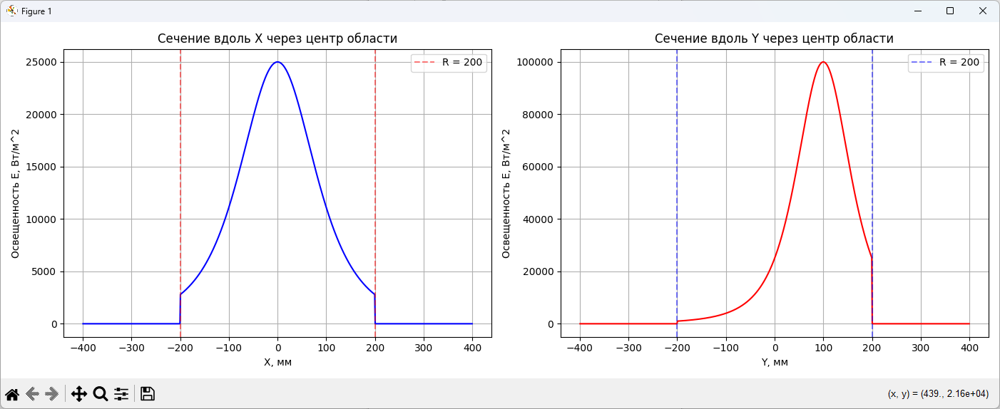 Figure 1
Сечение вдоль X через центр области
Освещенность E, Вт/м^2
25000
20000
15000
10000
5000
0
−400 −300 −200 −100 0 100 200 300 400
X, мм
R = 200
Сечение вдоль Y через центр области
Освещенность E, Вт/м^2
100000
80000
60000
40000
20000
0
−400 −300 −200 −100 0 100 200 300 400
Y, мм
R = 200
(x, y) = (439., 2.16e+04)